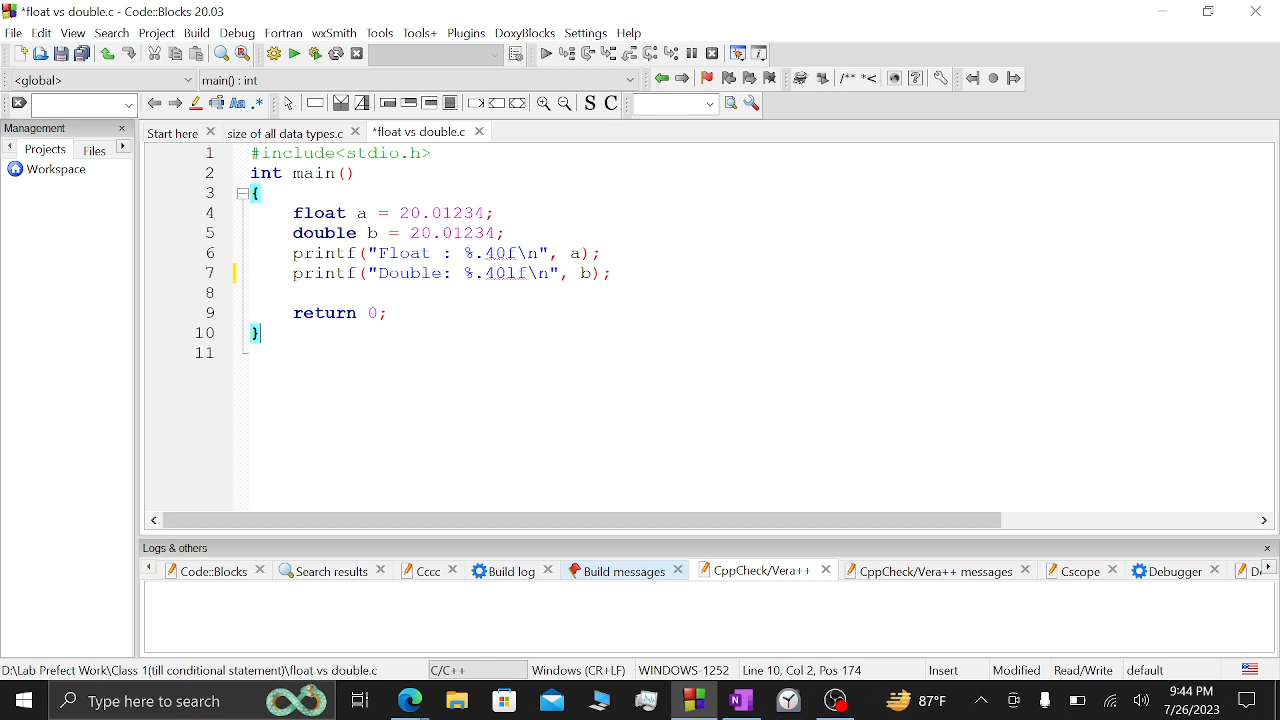 *float vs double.c - Code::Blocks 20.03
File Edit View Search Project Build Debug Fortran wxSmith Tools Tools+ Plugins DoxyBlocks Settings Help
<global> main() : int
/** *<
Aa .* S C
Management
Projects Files
Workspace
Start here size of all data types.c *float vs double.c
1 #include<stdio.h>
2 int main()
3 {
4 float a = 20.01234;
5 double b = 20.01234;
6 printf("Float : %.40f\n", a);
7 printf("Double: %.40lf\n", b);
8
9 return 0;
10 }
11
Logs & others
Code::Blocks Search results Cccc Build log Build messages CppCheck/Vera++ CppCheck/Vera++ messages Cscope Debugger
D:\Lab Prefect Work\Class 1(till conditional statement)\float vs double.c C/C++ Windows (CR+LF) WINDOWS-1252 Line 10, Col 2, Pos 174 Insert Modified Read/Write default
Type here to search 87°F 9:44 PM
7/26/2023